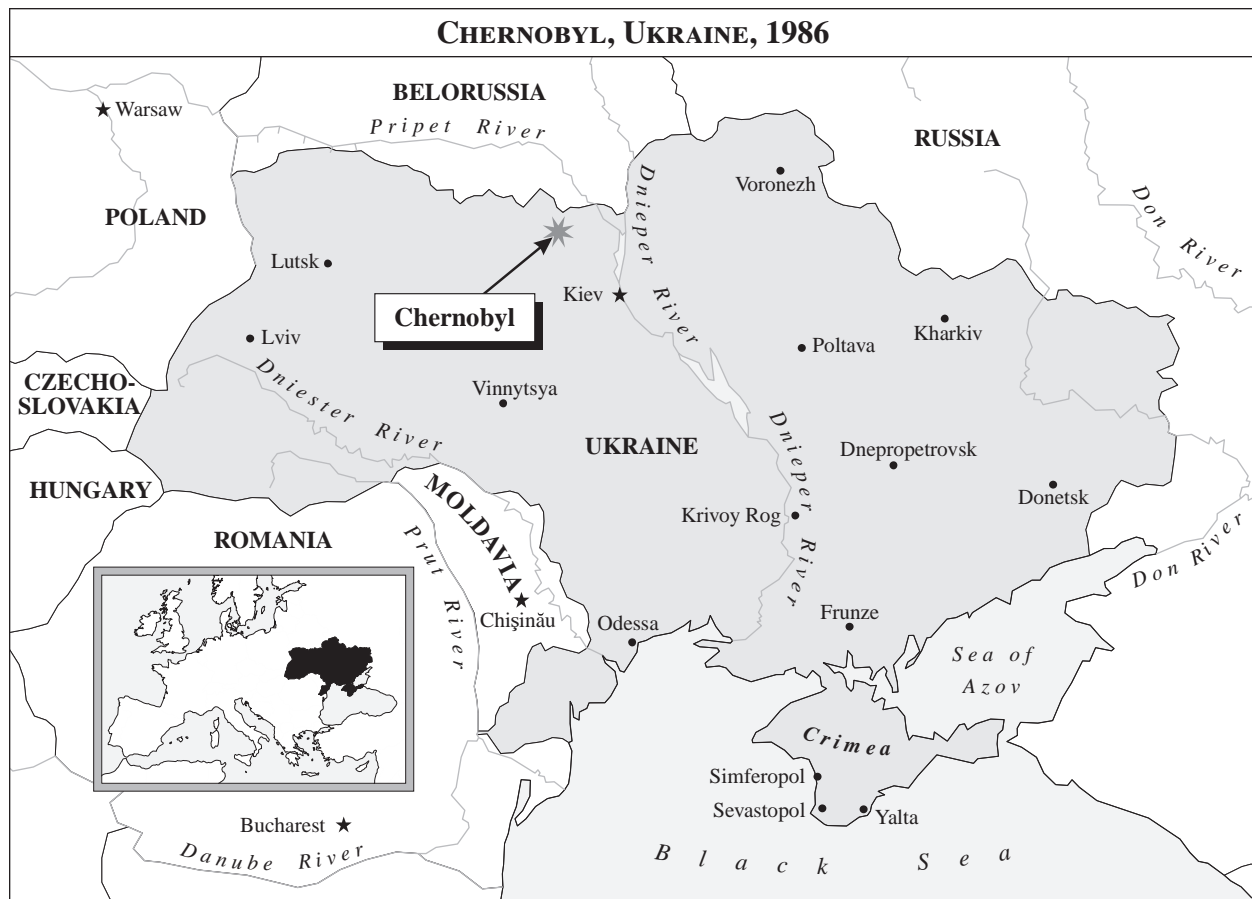 CHERNOBYL, UKRAINE, 1986
BELORUSSIA
Warsaw
Pripet River
RUSSIA
Dnieper River
Voronezh
Don River
POLAND
Lutsk
Kiev
Chernobyl
Kharkiv
Lviv
Poltava
Dniester River
CZECHO-
SLOVAKIA
Vinnytsya
Dnieper River
UKRAINE
Dnepropetrovsk
HUNGARY
MOLDAVIA
Donetsk
Krivoy Rog
ROMANIA
Prut River
Don River
Chişinău
Odessa
Frunze
Sea of
Azov
Crimea
Simferopol
Sevastopol
Yalta
Bucharest
Danube River
Black Sea